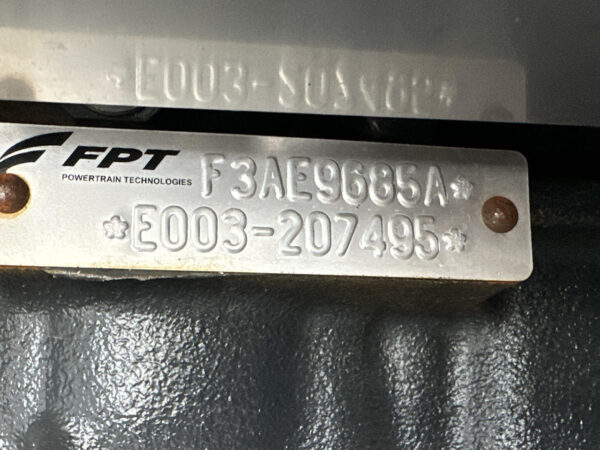 FPT
POWERTRAIN TECHNOLOGIES
F3AE9685A*
*E003-207495*